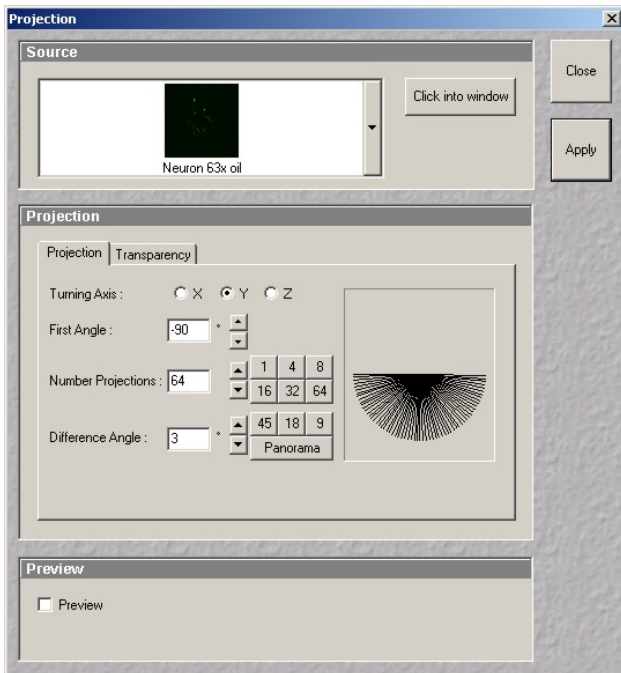 Projection
Source
Close
Click into window
Neuron 63x oil
Apply
Projection
Projection Transparency
Turning Axis : X Y Z
First Angle : -90 °
Number Projections : 64 1 4 8
16 32 64
Difference Angle : 3 ° 45 18 9
Panorama
Preview
Preview